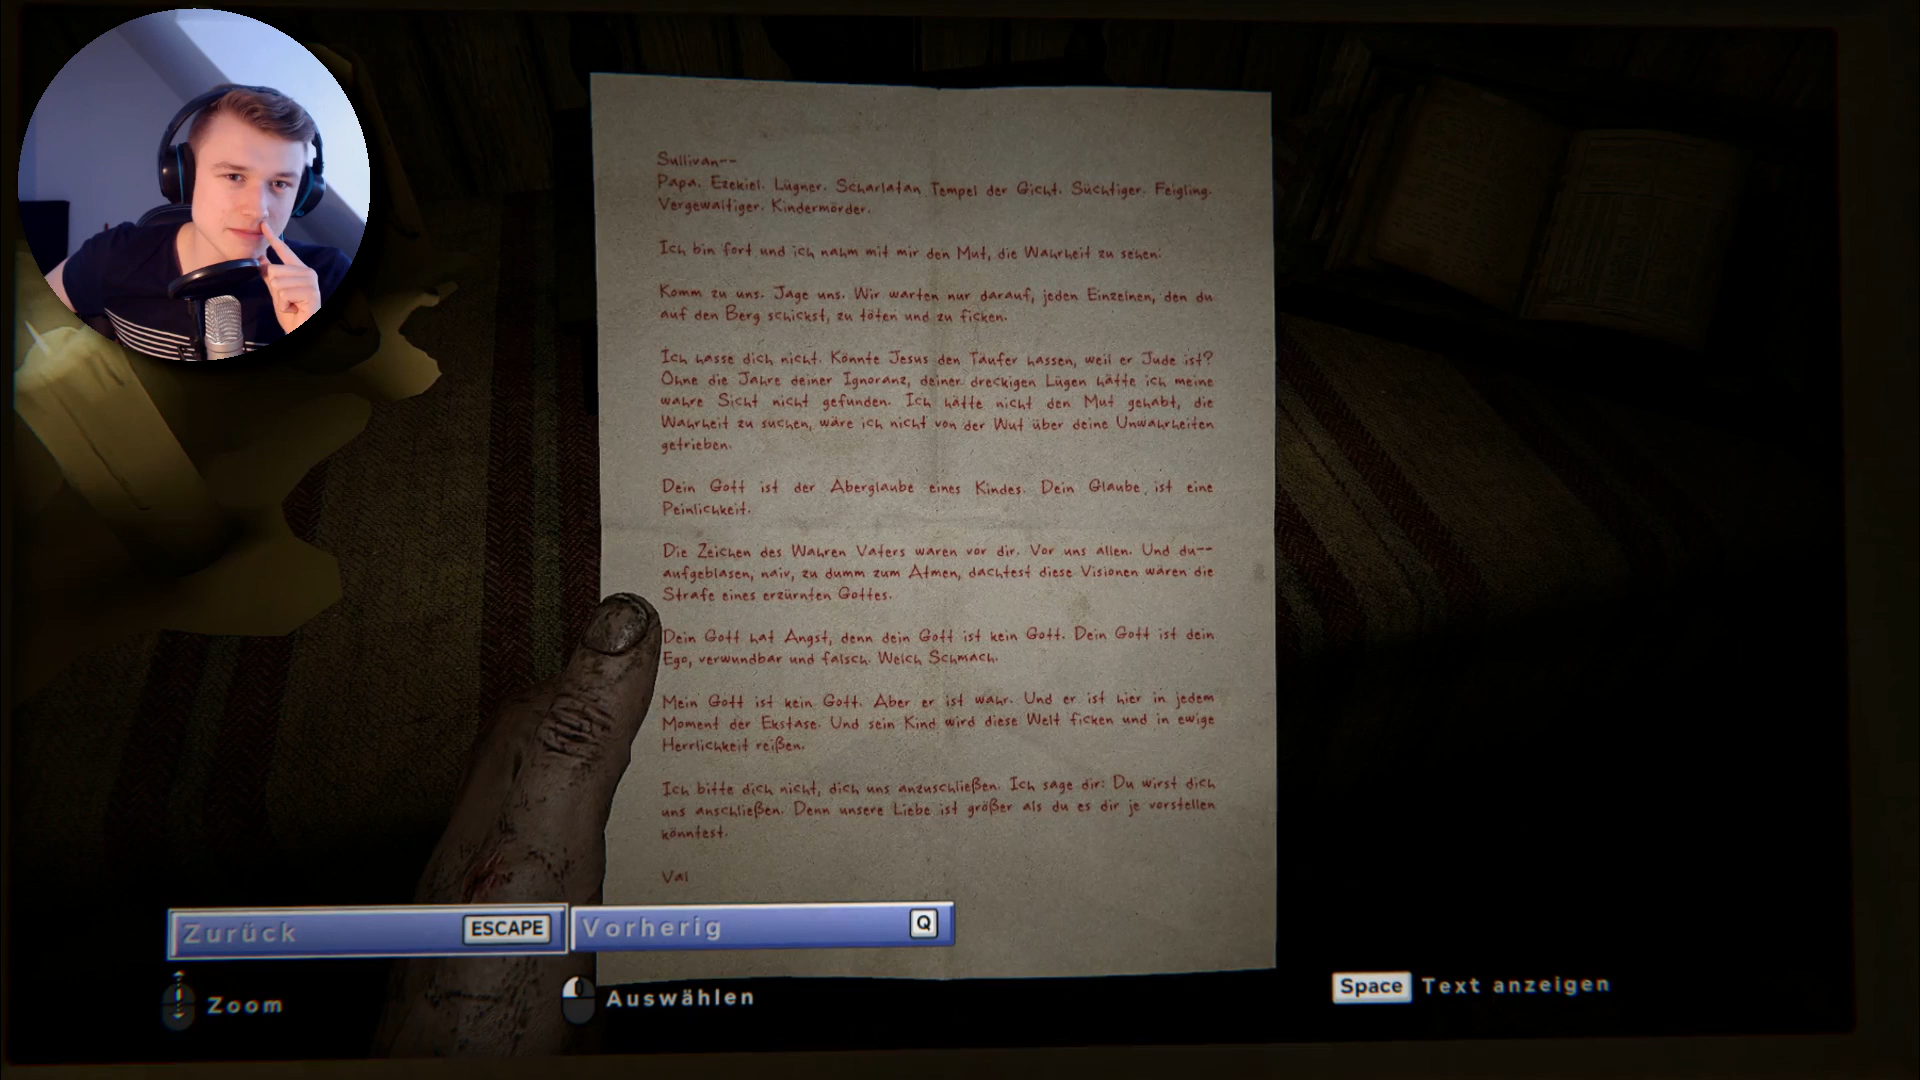 Sullivan--
Papa. Ezekiel. Lügner. Scharlatan Tempel der Gicht. Süchtiger. Feigling.
Vergewaltiger. Kindermörder.
Ich bin fort und ich nahm mit mir den Mut, die Wahrheit zu sehen.
Komm zu uns. Jage uns. Wir warten nur darauf, jeden Einzelnen, den du
auf den Berg schickst, zu töten und zu ficken.
Ich hasse dich nicht. Könnte Jesus den Täufer hassen, weil er Jude ist?
Ohne die Jahre deiner Ignoranz, deiner dreckigen Lügen hätte ich meine
wahre Sicht nicht gefunden. Ich hätte nicht den Mut gehabt, die
Wahrheit zu suchen, wäre ich nicht von der Wut über deine Unwahrheiten
getrieben.
Dein Gott ist der Aberglaube eines Kindes. Dein Glaube ist eine
Peinlichkeit.
Die Zeichen des Wahren Vaters waren vor dir. Vor uns allen. Und du--
aufgeblasen, naiv, zu dumm zum Atmen, dachtest diese Visionen wären die
Strafe eines erzürnten Gottes.
Dein Gott hat Angst, denn dein Gott ist kein Gott. Dein Gott ist dein
Ego, verwundbar und falsch. Welch Schmach.
Mein Gott ist kein Gott. Aber er ist wahr. Und er ist hier in jedem
Moment der Ekstase. Und sein Kind wird diese Welt ficken und in ewige
Herrlichkeit reißen.
Ich bitte dich nicht, dich uns anzuschließen. Ich sage dir: Du wirst dich
uns anschließen. Denn unsere Liebe ist größer als du es dir je vorstellen
könntest.
Val
Zurück ESCAPE Vorherig Q
Zoom Auswählen Space Text anzeigen